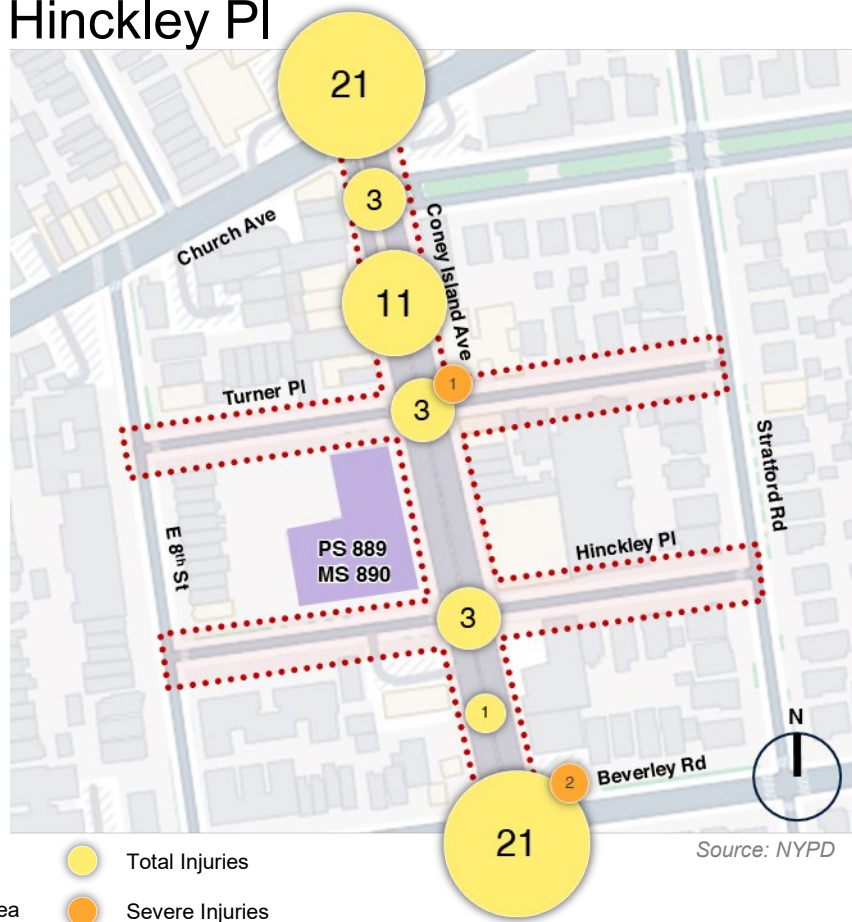 Hinckley Pl
21
3
Church Ave
Coney Island Ave
11
1
Turner Pl
3
Stratford Rd
E 8th St
PS 889
MS 890
Hinckley Pl
3
1
N
2
Beverley Rd
21
Source: NYPD
Total Injuries
ea
Severe Injuries